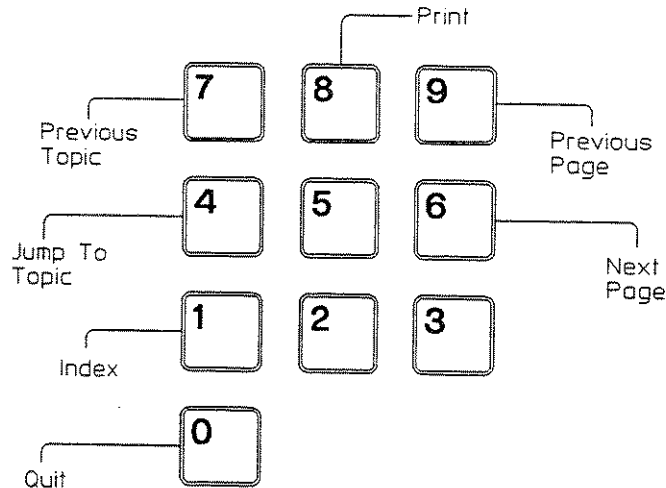 Print
7
8
9
Previous
Topic
Previous
Page
4
5
6
Jump To
Topic
Next
Page
1
2
3
Index
0
Quit